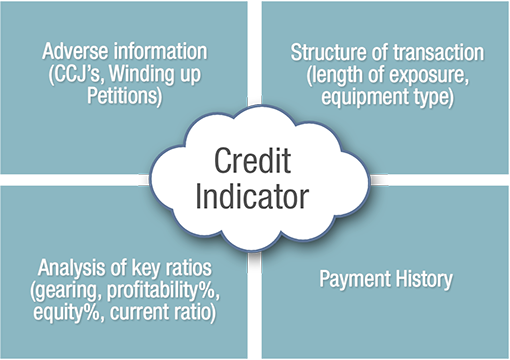 Adverse information
(CCJ's, Winding up
Petitions)
Structure of transaction
(length of exposure,
equipment type)
Credit
Indicator
Analysis of key ratios
(gearing, profitability%,
equity%, current ratio)
Payment History